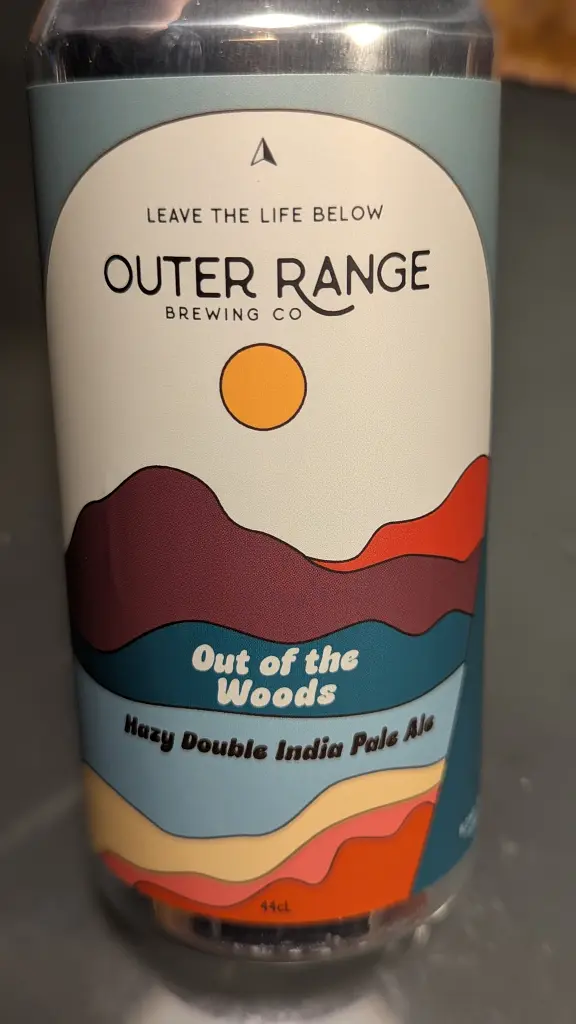 LEAVE THE LIFE BELOW
OUTER RANGE
BREWING CO
Out of the
Woods
Hazy Double India Pale Ale
44cL